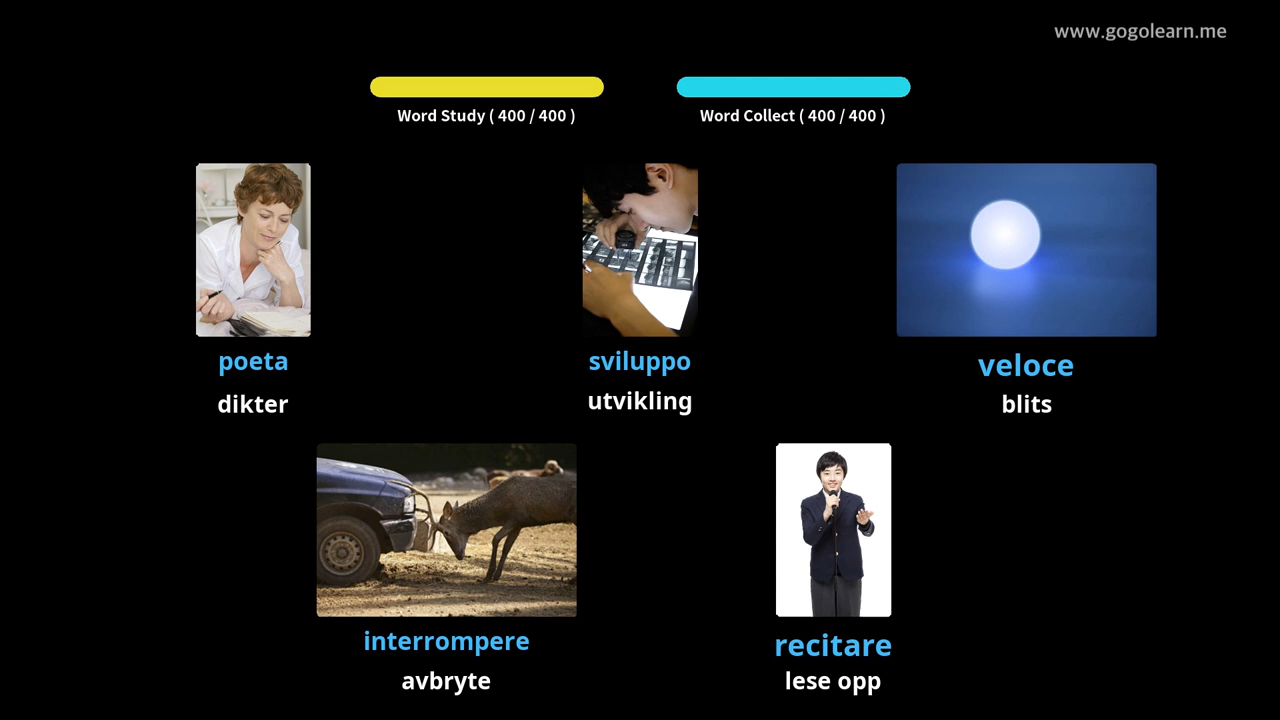 www.gogolearn.me
Word Study ( 400 / 400 )
Word Collect ( 400 / 400 )
poeta
dikter
sviluppo
utvikling
veloce
blits
interrompere
avbryte
recitare
lese opp